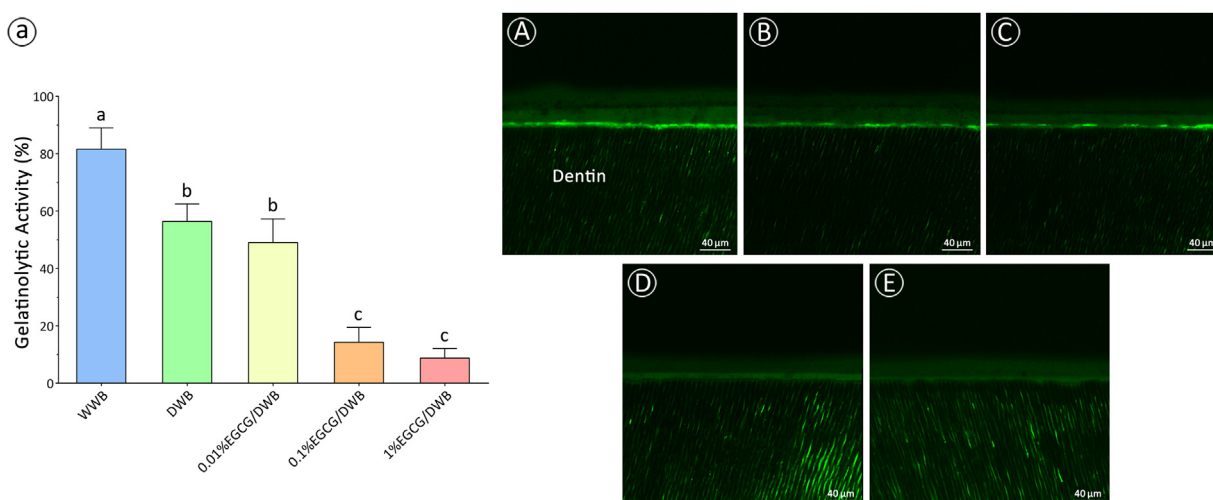 a
Gelatinolytic Activity (%)
100
80
60
40
20
0
a
b
b
c
c
WWB
DWB
0.01%EGCG/DWB
0.1%EGCG/DWB
1%EGCG/DWB
A
Dentin
40 μm
B
40 μm
C
40 μm
D
40 μm
E
40 μm